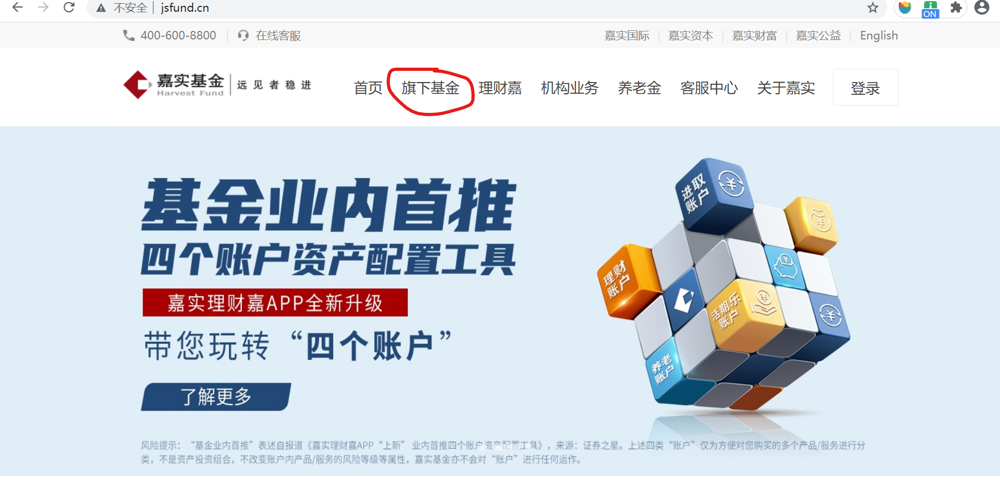 不安全 | jsfund.cn
ON
400-600-8800 | 在线客服
嘉实国际 | 嘉实资本 | 嘉实财富 | 嘉实公益 | English
嘉实基金 | 远见者稳进
Harvest Fund
首页 旗下基金 理财嘉 机构业务 养老金 客服中心 关于嘉实 登录
基金业内首推
四个账户资产配置工具
嘉实理财嘉APP全新升级
带您玩转“四个账户”
了解更多
进取
账户
理财
账户
活期乐
账户
养老
账户
风险提示：“基金业内首推”表述自报道《嘉实理财嘉APP“上新” 业内首推四个账户资产配置工具》，来源：证券之星。上述四类“账户”仅为方便对您购买的多个产品/服务进行分
类，不是资产投资组合，不改变账户内产品/服务的风险等级等属性，嘉实基金亦不会对“账户”进行任何运作。